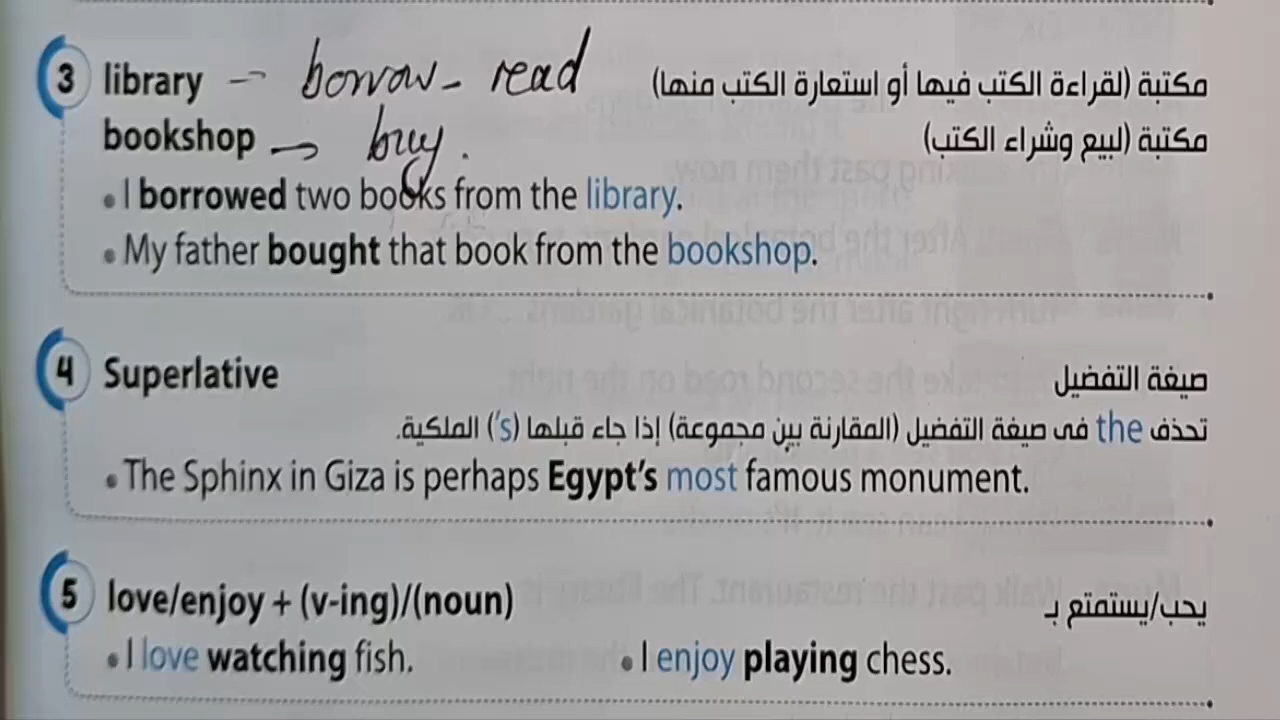 3 library - borrow - read مكتبة (لقراءة الكتب فيها أو استعارة الكتب منها)
bookshop - buy. مكتبة (لبيع وشراء الكتب)
• I borrowed two books from the library.
• My father bought that book from the bookshop.
4 Superlative صيغة التفضيل
تحذف the فى صيغة التفضيل (المقارنة بين مجموعة) إذا جاء قبلها (s') الملكية.
• The Sphinx in Giza is perhaps Egypt's most famous monument.
5 love/enjoy + (v-ing)/(noun) يحب/يستمتع بـ
• I love watching fish. • I enjoy playing chess.